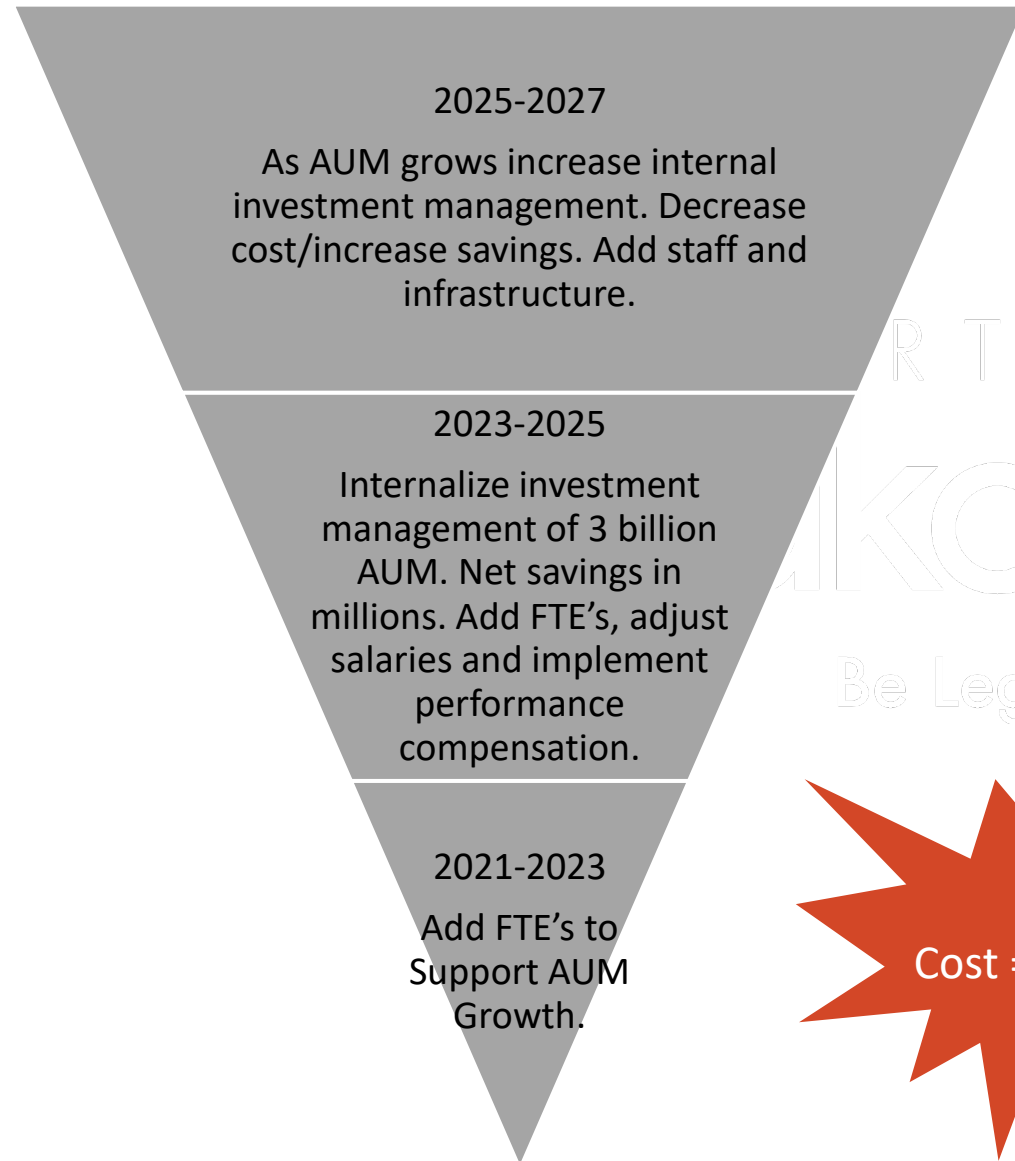 2025-2027
As AUM grows increase internal
investment management. Decrease
cost/increase savings. Add staff and
infrastructure.
R T
2023-2025
Internalize investment
management of 3 billion
AUM. Net savings in
millions. Add FTE's, adjust
salaries and implement
performance
compensation.
Be Leg
2021-2023
Add FTE's to
Support AUM
Growth.
Cost =